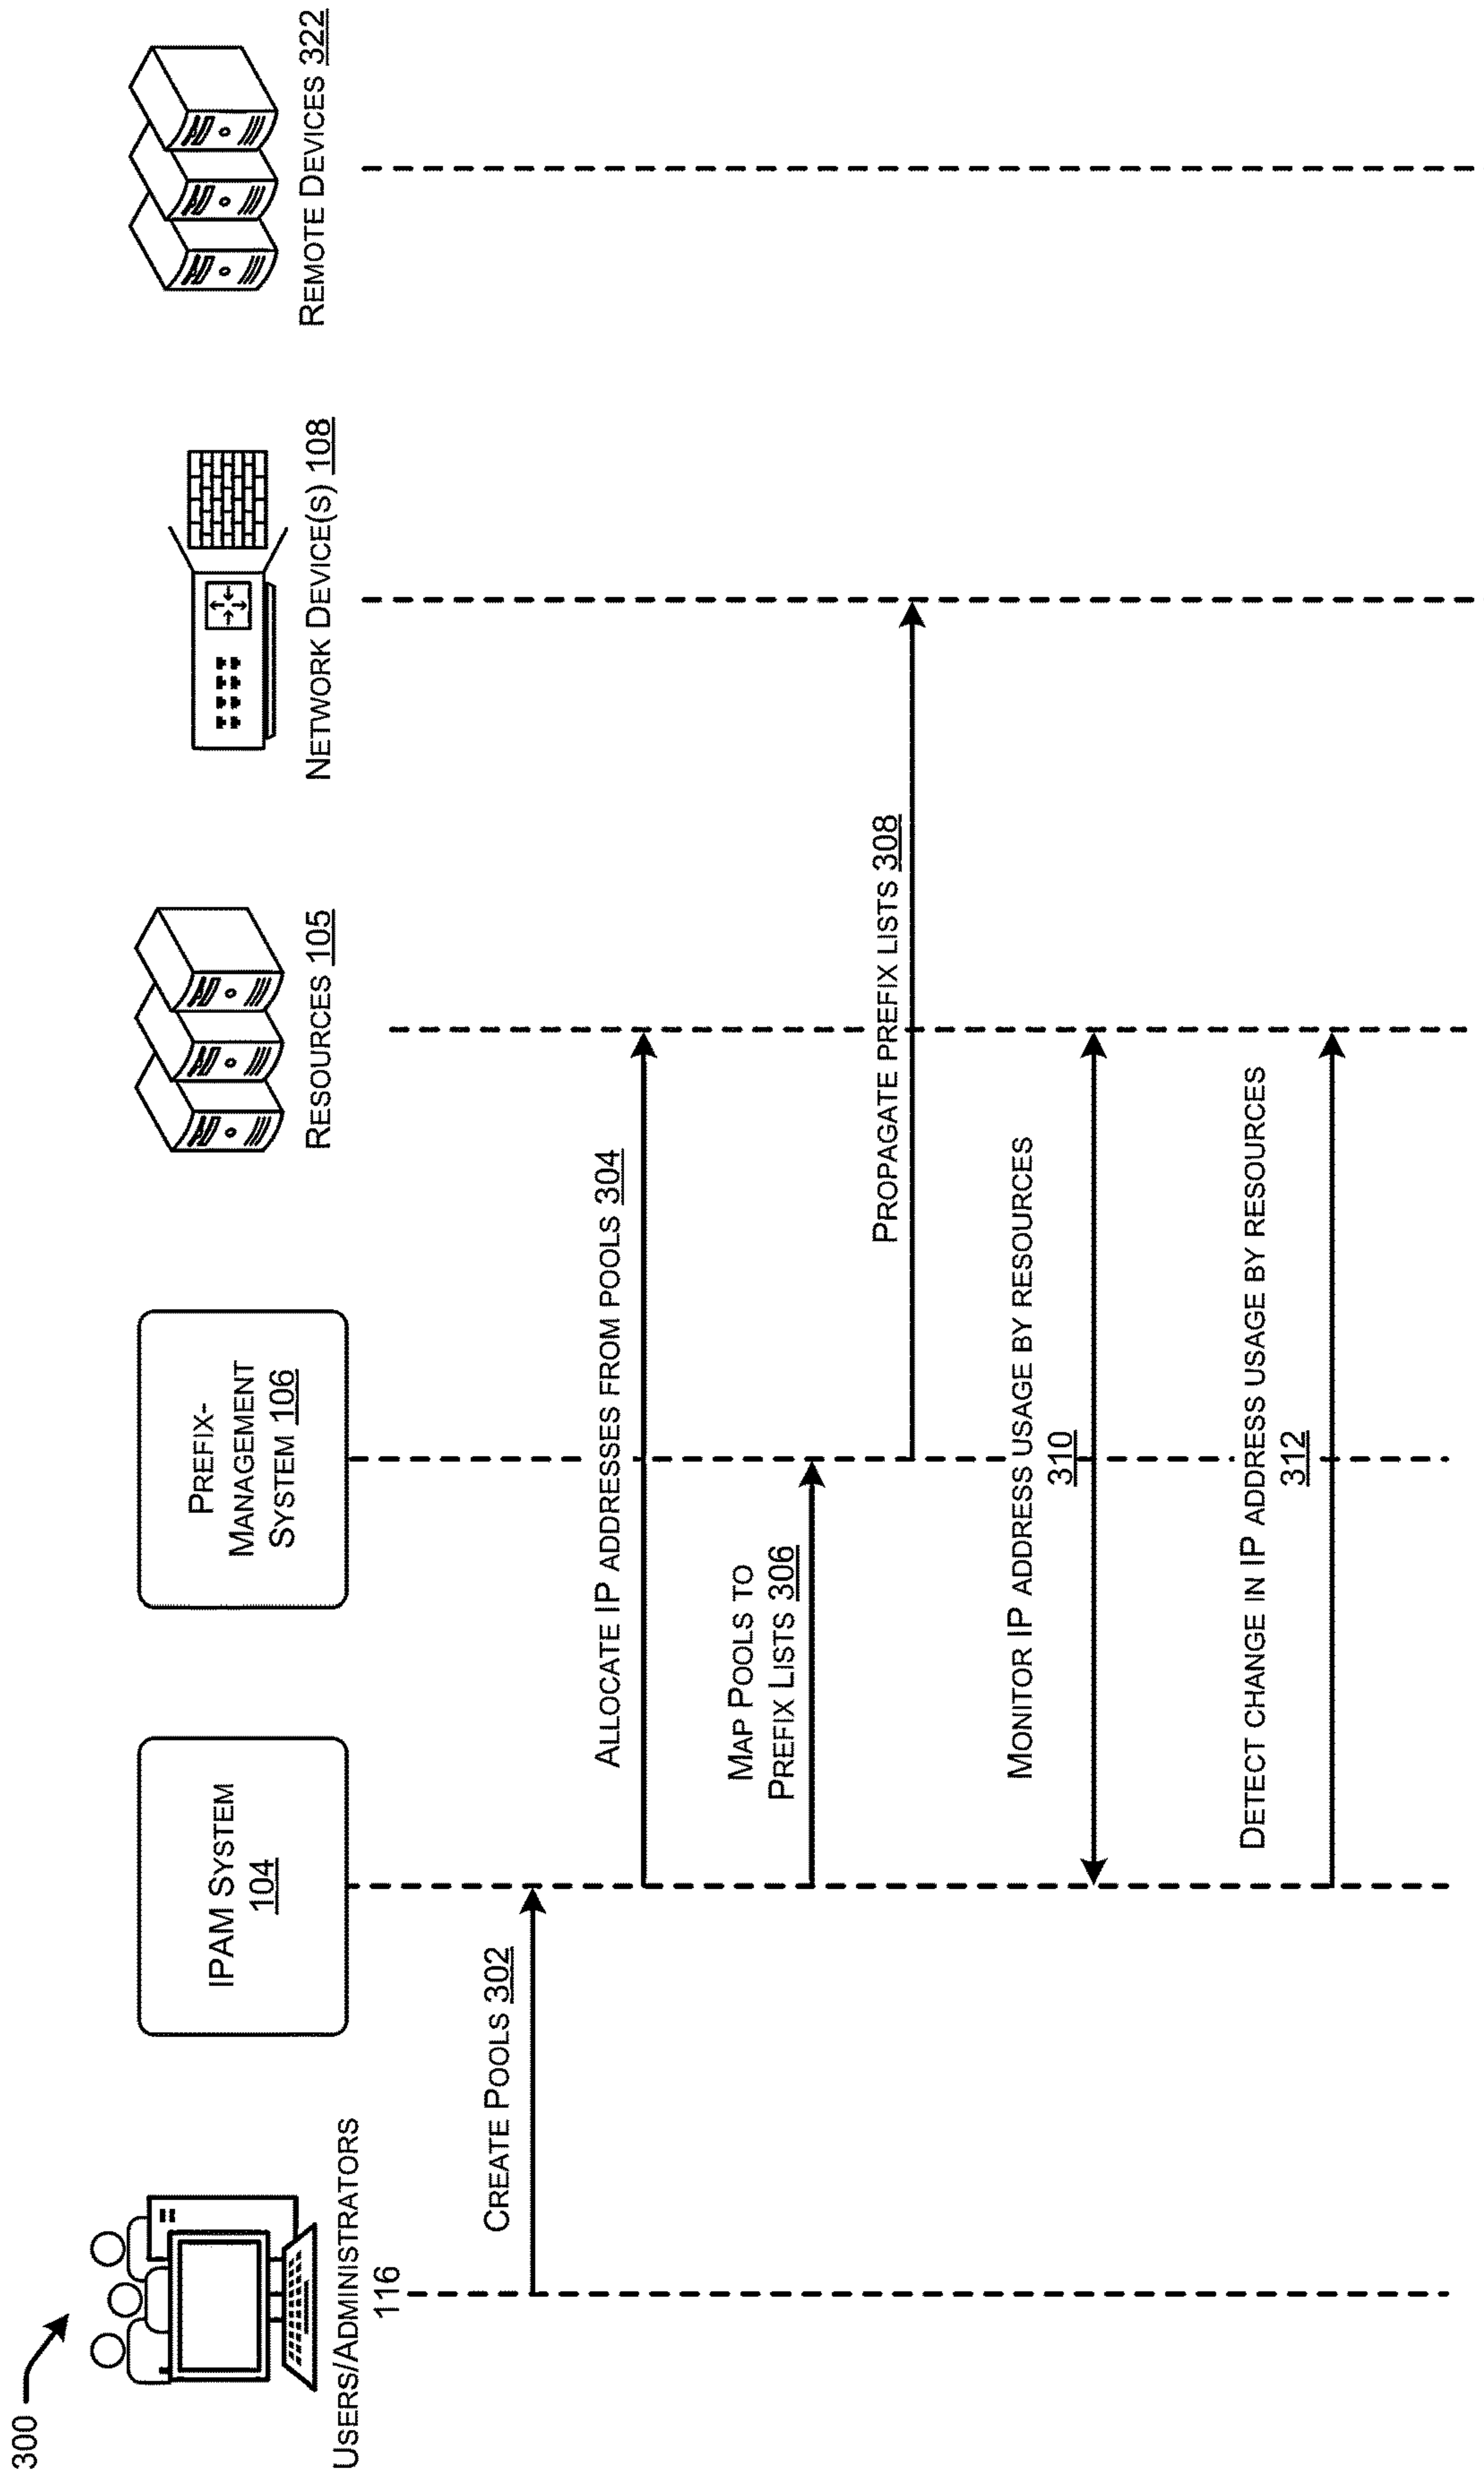 300
USERS/ADMINISTRATORS
116
IPAM SYSTEM
104
PREFIX-
MANAGEMENT
SYSTEM 106
RESOURCES 105
NETWORK DEVICE(S) 108
REMOTE DEVICES 322
CREATE POOLS 302
ALLOCATE IP ADDRESSES FROM POOLS 304
MAP POOLS TO
PREFIX LISTS 306
PROPAGATE PREFIX LISTS 308
MONITOR IP ADDRESS USAGE BY RESOURCES
310
DETECT CHANGE IN IP ADDRESS USAGE BY RESOURCES
312